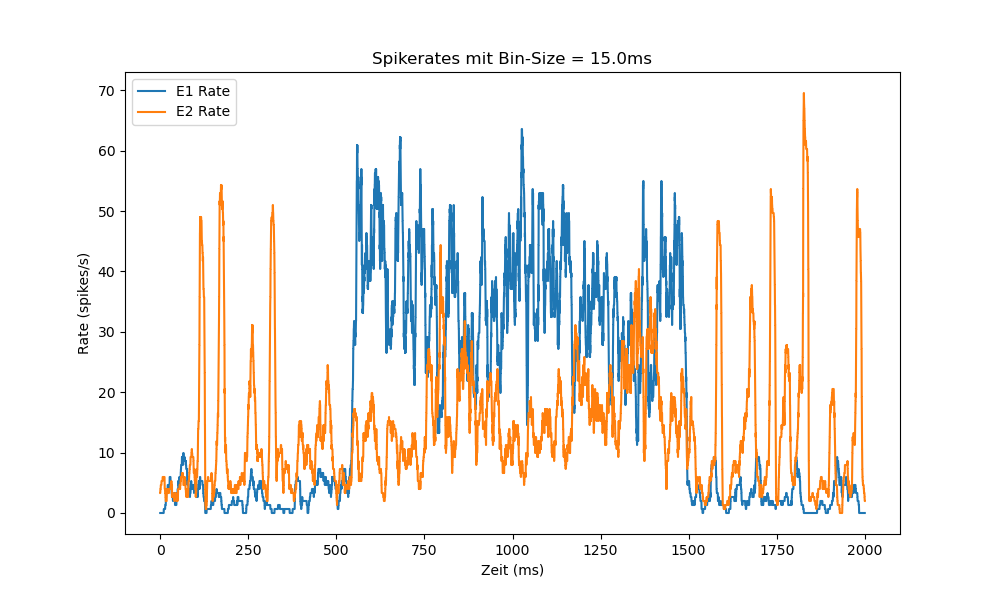 Spikerates mit Bin-Size = 15.0ms
E1 Rate
E2 Rate
70
60
50
40
30
20
10
0
Rate (spikes/s)
0 250 500 750 1000 1250 1500 1750 2000
Zeit (ms)